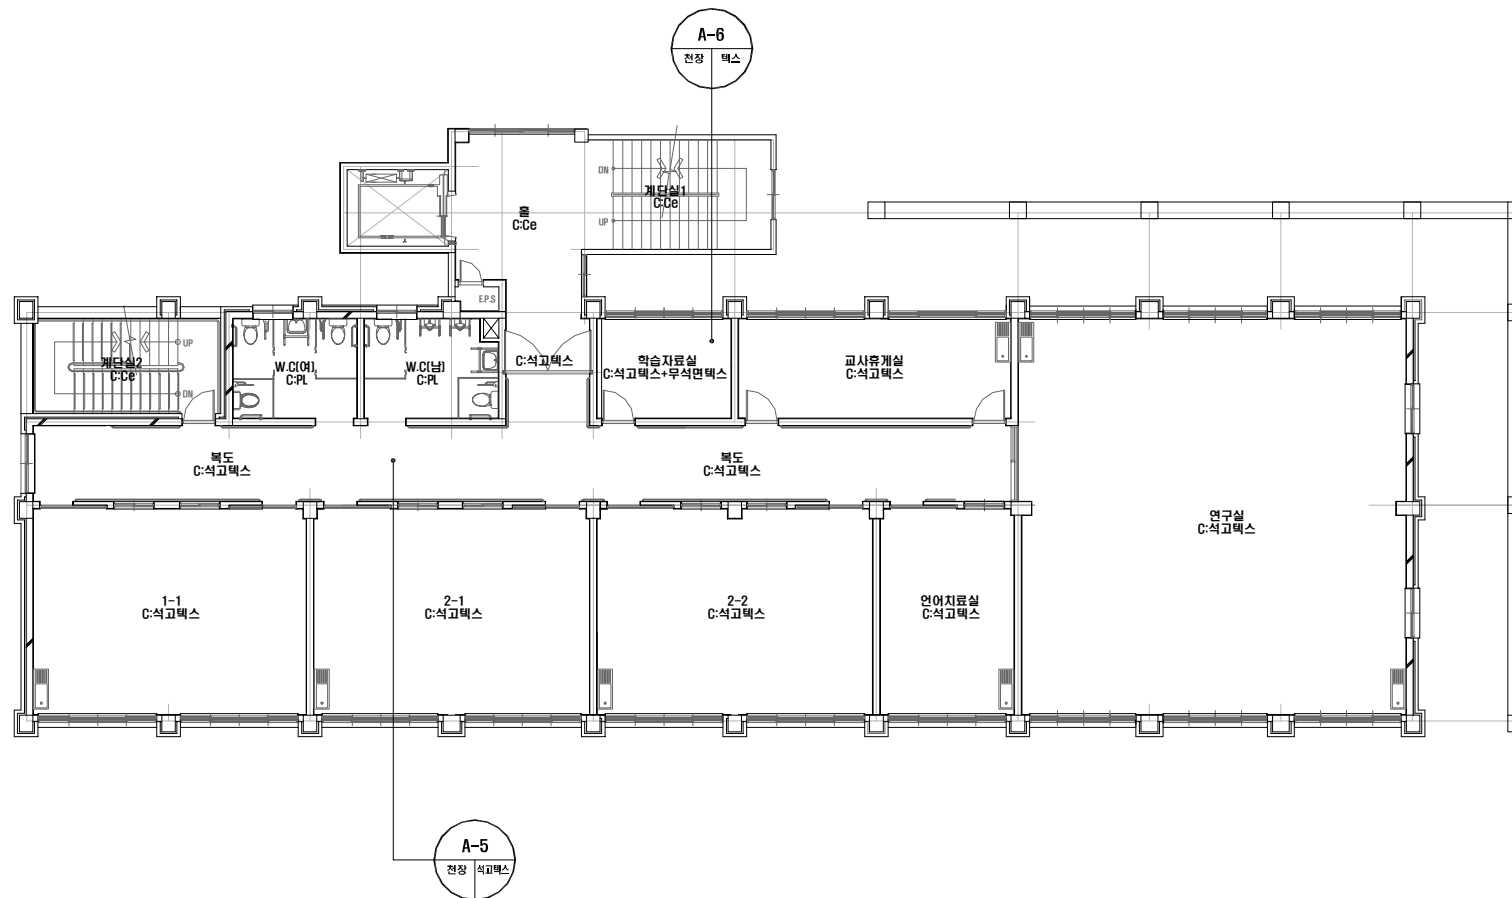 A-6
천장 텍스
DN
계단실1
C:Ce
UP
홀
C:Ce
E.P.S
UP
계단실2
C:Ce
DN
W.C(여)
C:PL
W.C(남)
C:PL
C:석고텍스
학습자료실
C:석고텍스+무석면텍스
교사휴게실
C:석고텍스
복도
C:석고텍스
복도
C:석고텍스
연구실
C:석고텍스
1-1
C:석고텍스
2-1
C:석고텍스
2-2
C:석고텍스
언어치료실
C:석고텍스
A-5
천장 석고텍스